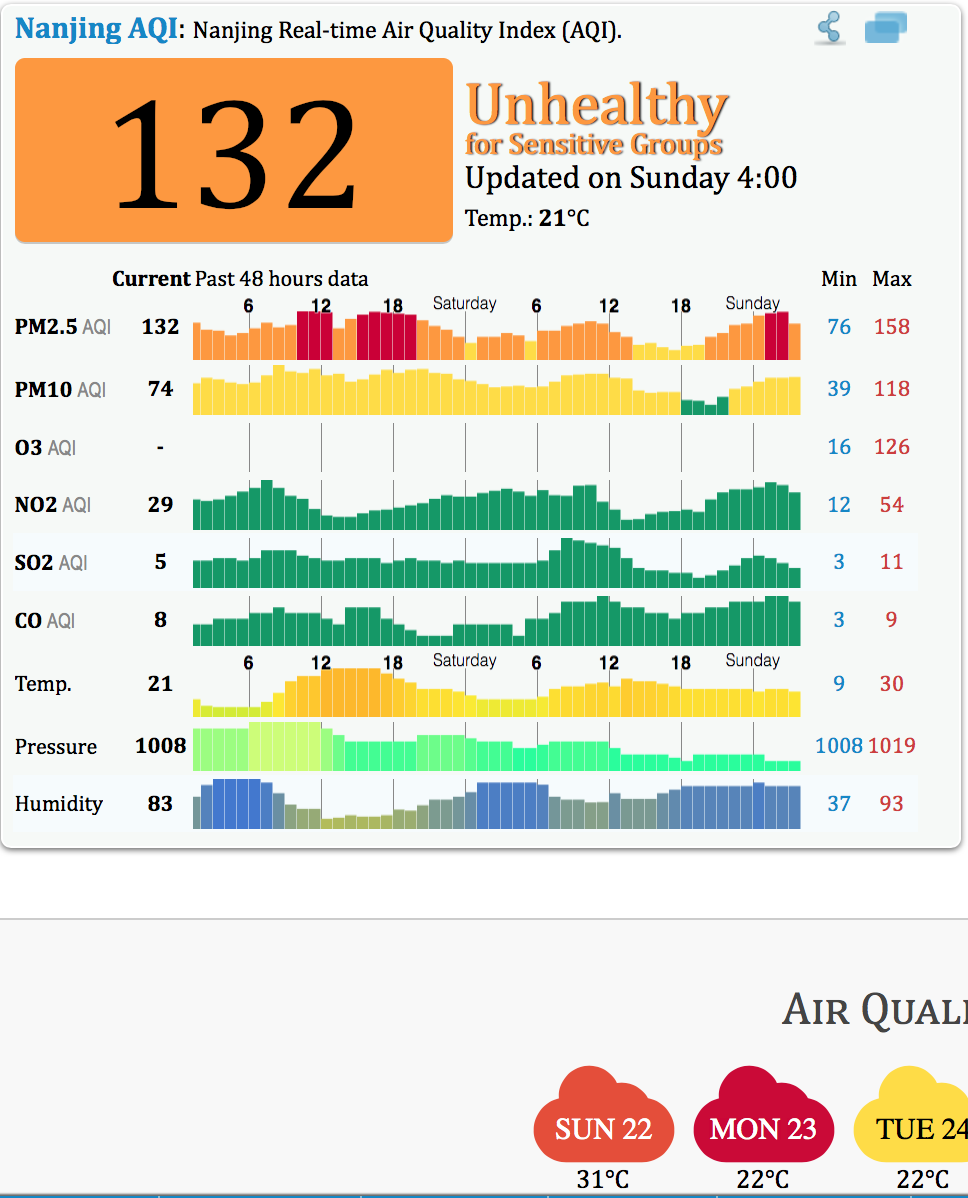 Nanjing AQI: Nanjing Real-time Air Quality Index (AQI).
132
Unhealthy
for Sensitive Groups
Updated on Sunday 4:00
Temp.: 21°C
Current Past 48 hours data Min Max
6 12 18 Saturday 6 12 18 Sunday
PM2.5 AQI 132 76 158
PM10 AQI 74 39 118
O3 AQI - 16 126
NO2 AQI 29 12 54
SO2 AQI 5 3 11
CO AQI 8 3 9
6 12 18 Saturday 6 12 18 Sunday
Temp. 21 9 30
Pressure 1008 1008 1019
Humidity 83 37 93
AIR QUALI
SUN 22 MON 23 TUE 24
31°C 22°C 22°C